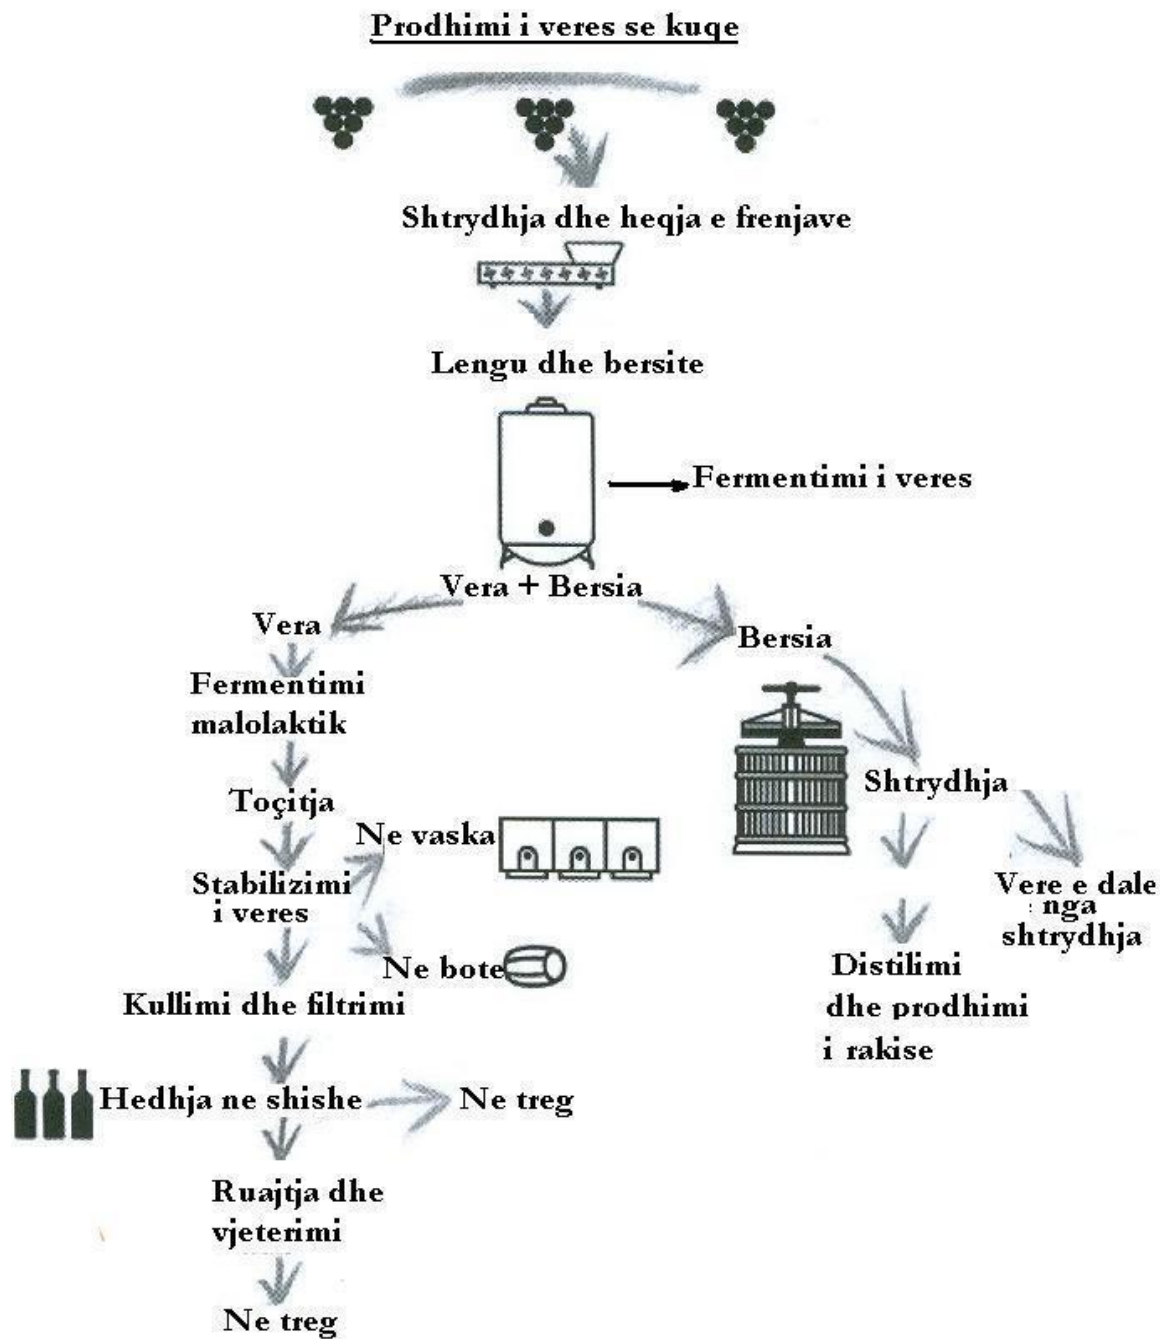 Prodhimi i veres se kuqe
Shtrydhja dhe heqja e frenjave
Lengu dhe bersite
Fermentimi i veres
Vera + Bersia
Vera
Fermentimi
malolaktik
Toçitja
Ne vaska
Stabilizimi
i veres
Ne bote
Kullimi dhe filtrimi
Hedhja ne shishe
Ne treg
Ruajtja dhe
vjeterimi
Ne treg
Bersia
Shtrydhja
Vere e dale
nga
shtrydhja
Distilimi
dhe prodhimi
i rakise